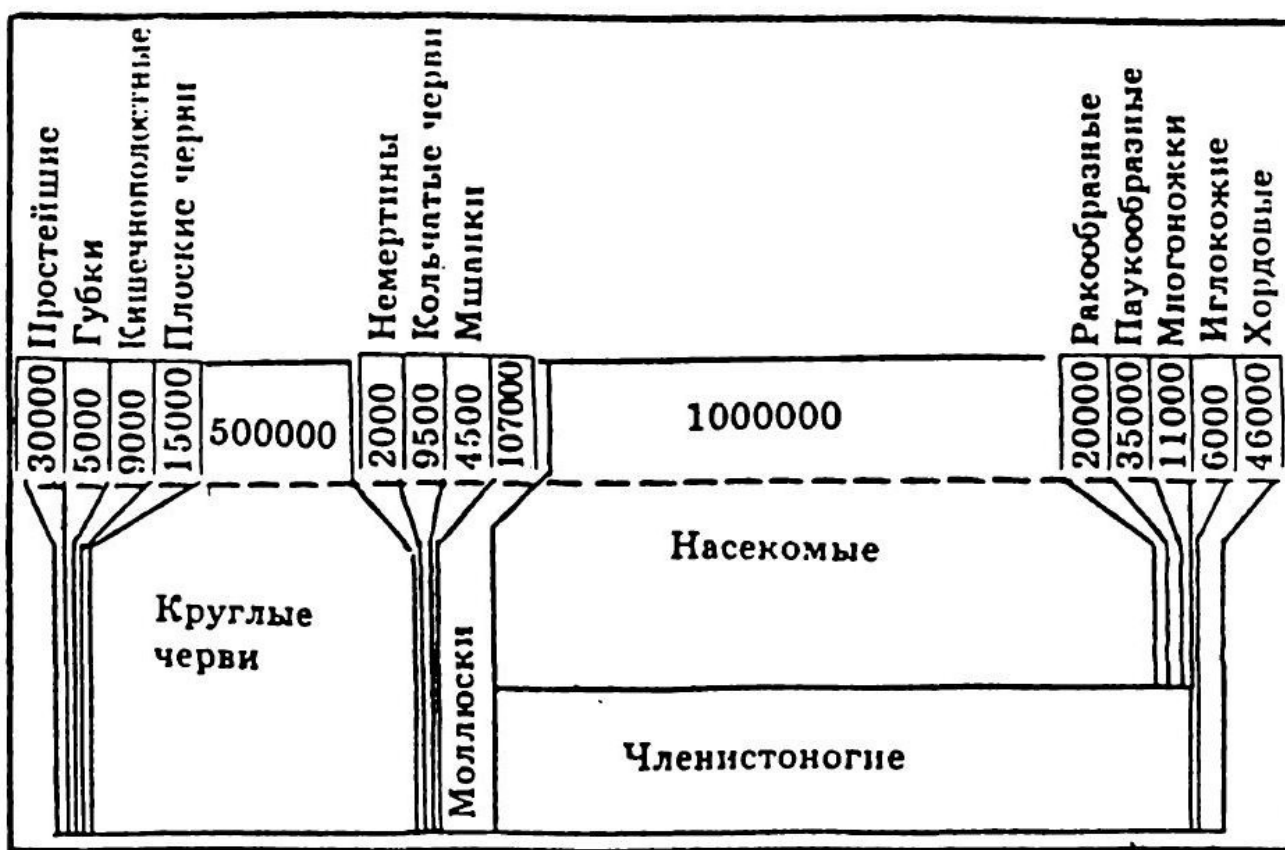 Простейшие
Губки
Кишечнополостные
Плоские черви
Немертины
Кольчатые черви
Мшанки
Ракообразные
Паукообразные
Многоножки
Иглокожие
Хордовые
30000
5000
9000
15000
500000
2000
9500
4500
107000
1000000
20000
35000
11000
6000
46000
Круглые
черви
Моллюски
Насекомые
Членистоногие